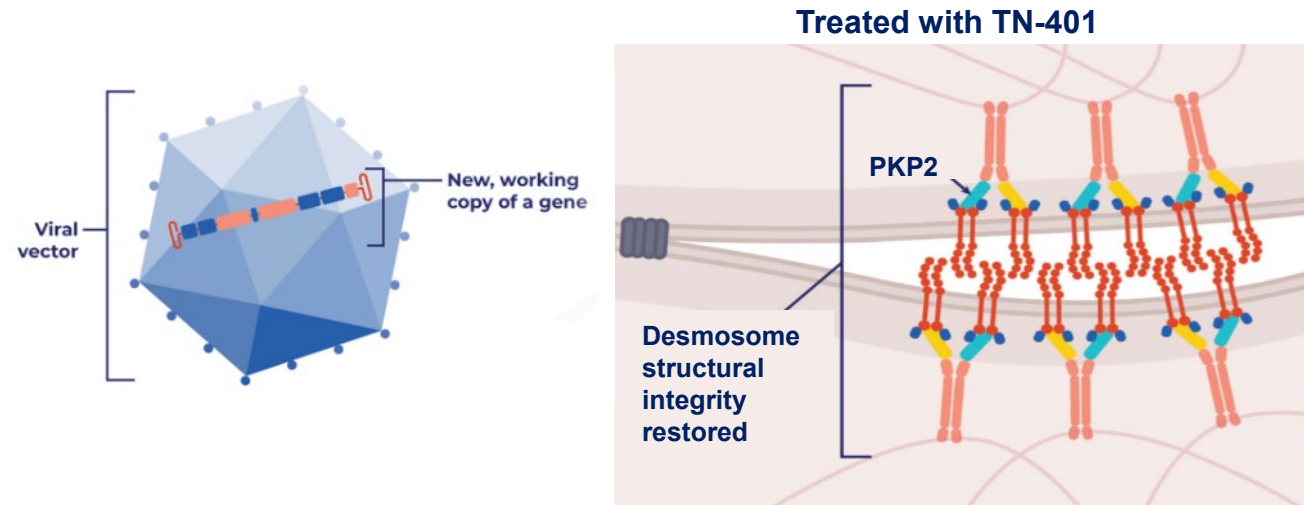 Treated with TN-401
Viral
vector
New, working
copy of a gene
PKP2
Desmosome
structural
integrity
restored